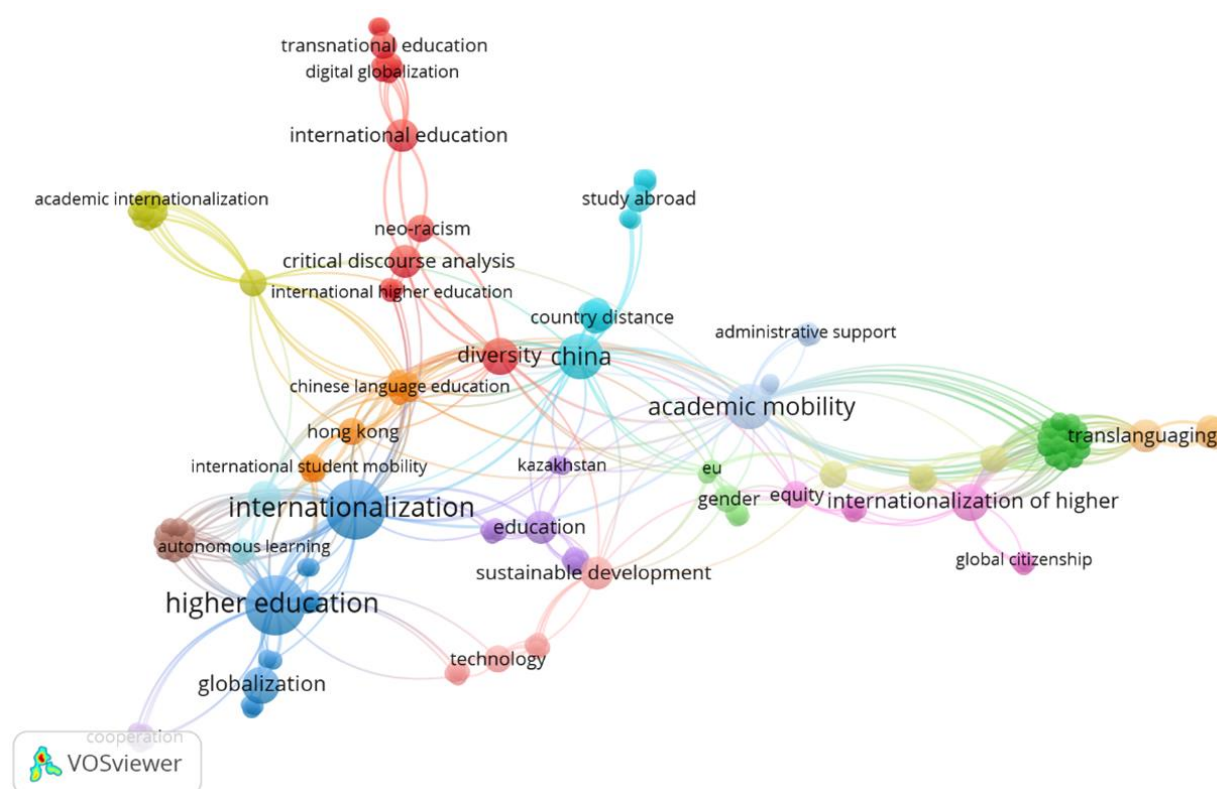 transnational education
digital globalization
international education
academic internationalization
study abroad
neo-racism
critical discourse analysis
international higher education
country distance
administrative support
diversity
china
chinese language education
academic mobility
hong kong
translanguaging
international student mobility
kazakhstan
eu
gender
equity
internationalization of higher
internationalization
education
autonomous learning
global citizenship
sustainable development
higher education
technology
globalization
cooperation
VOSviewer